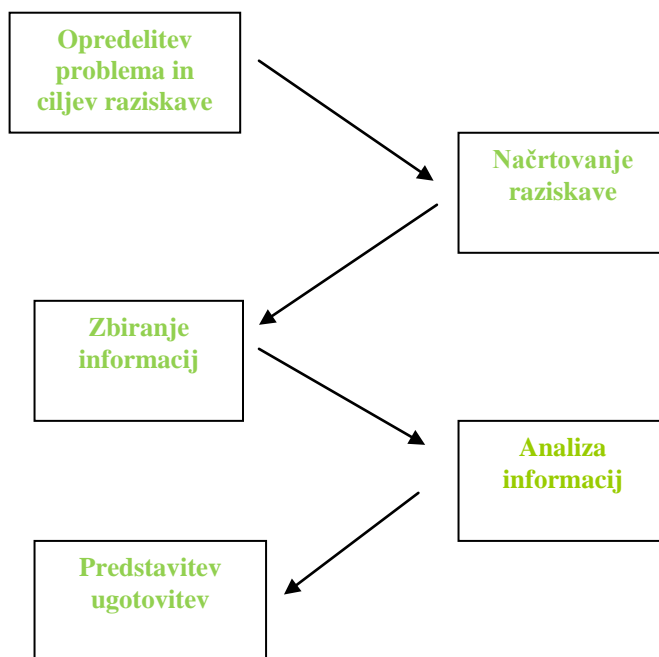 Opredelitev
problema in
ciljev raziskave
Načrtovanje
raziskave
Zbiranje
informacij
Analiza
informacij
Predstavitev
ugotovitev